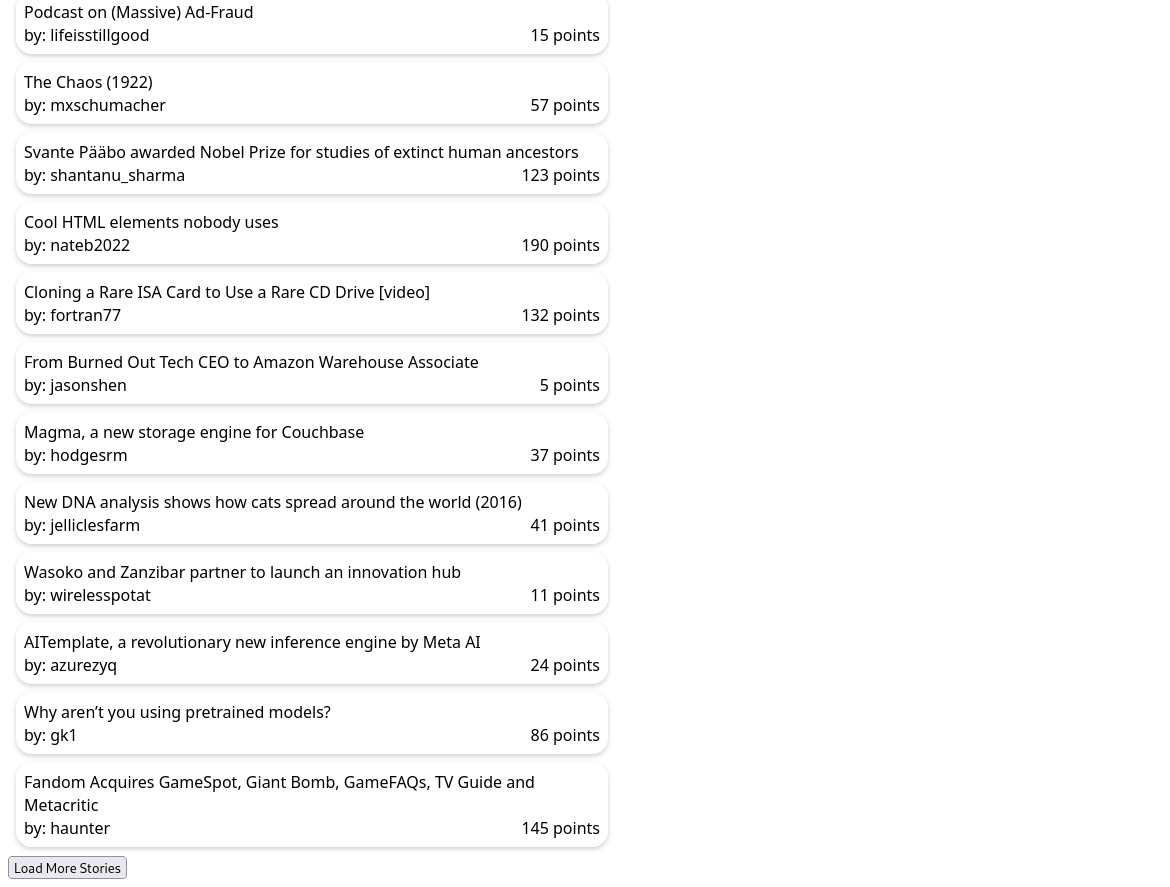 Podcast on (Massive) Ad-Fraud
by: lifeisstillgood 15 points
The Chaos (1922)
by: mxschumacher 57 points
Svante Pääbo awarded Nobel Prize for studies of extinct human ancestors
by: shantanu_sharma 123 points
Cool HTML elements nobody uses
by: nateb2022 190 points
Cloning a Rare ISA Card to Use a Rare CD Drive [video]
by: fortran77 132 points
From Burned Out Tech CEO to Amazon Warehouse Associate
by: jasonshen 5 points
Magma, a new storage engine for Couchbase
by: hodgesrm 37 points
New DNA analysis shows how cats spread around the world (2016)
by: jelliclesfarm 41 points
Wasoko and Zanzibar partner to launch an innovation hub
by: wirelesspotat 11 points
AITemplate, a revolutionary new inference engine by Meta AI
by: azurezyq 24 points
Why aren’t you using pretrained models?
by: gk1 86 points
Fandom Acquires GameSpot, Giant Bomb, GameFAQs, TV Guide and
Metacritic
by: haunter 145 points
Load More Stories